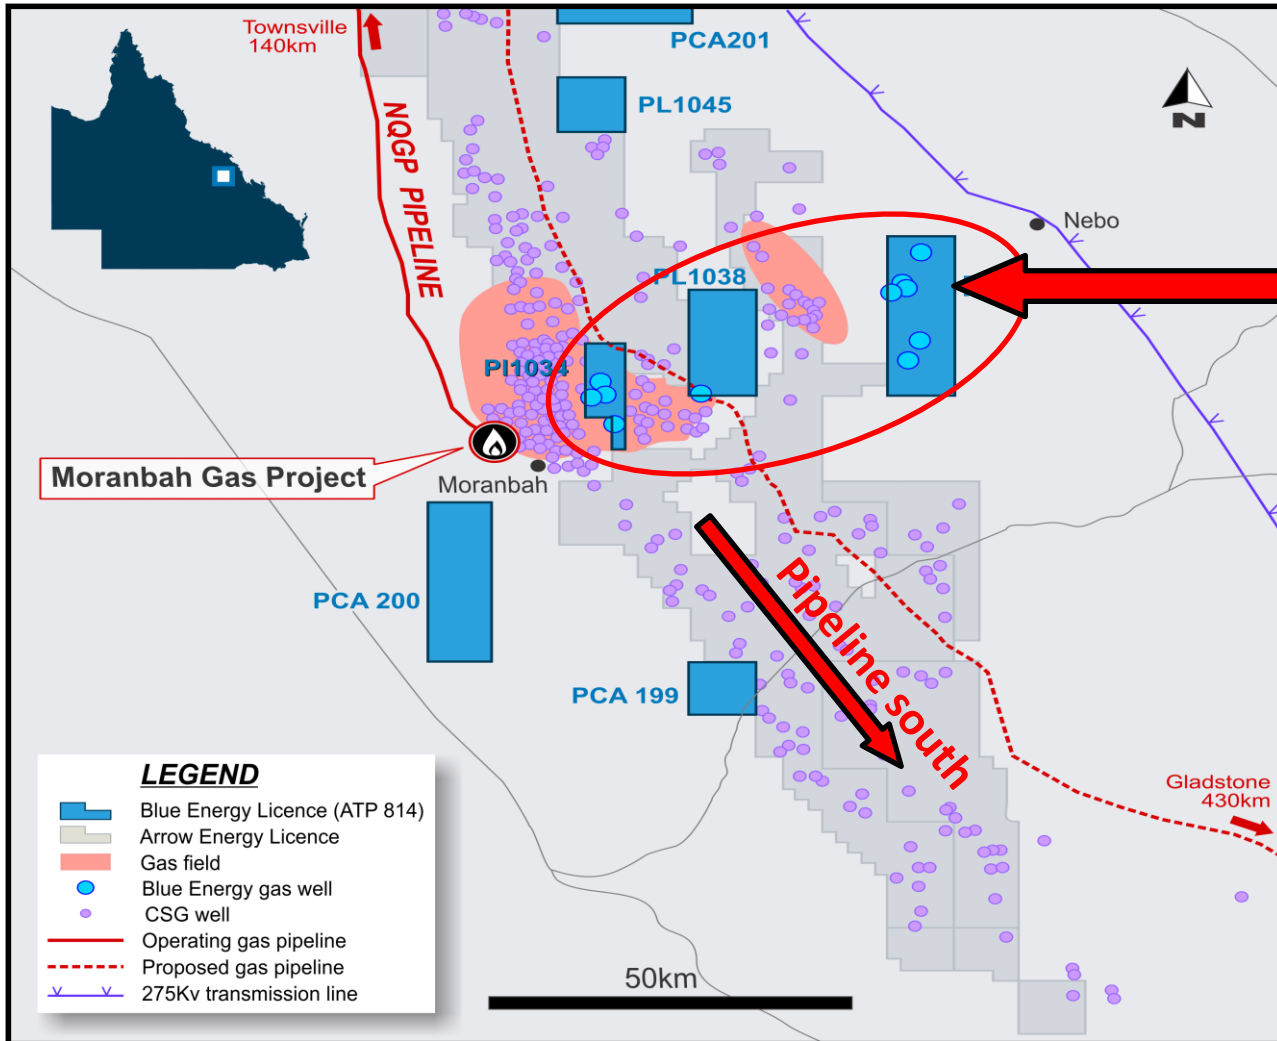 Townsville
140km
PCA201
PL1045
NQGP PIPELINE
N
Nebo
PL1038
PI1034
Moranbah Gas Project
Moranbah
PCA 200
Pipeline south
PCA 199
Gladstone
430km
LEGEND
Blue Energy Licence (ATP 814)
Arrow Energy Licence
Gas field
Blue Energy gas well
CSG well
Operating gas pipeline
Proposed gas pipeline
275Kv transmission line
50km